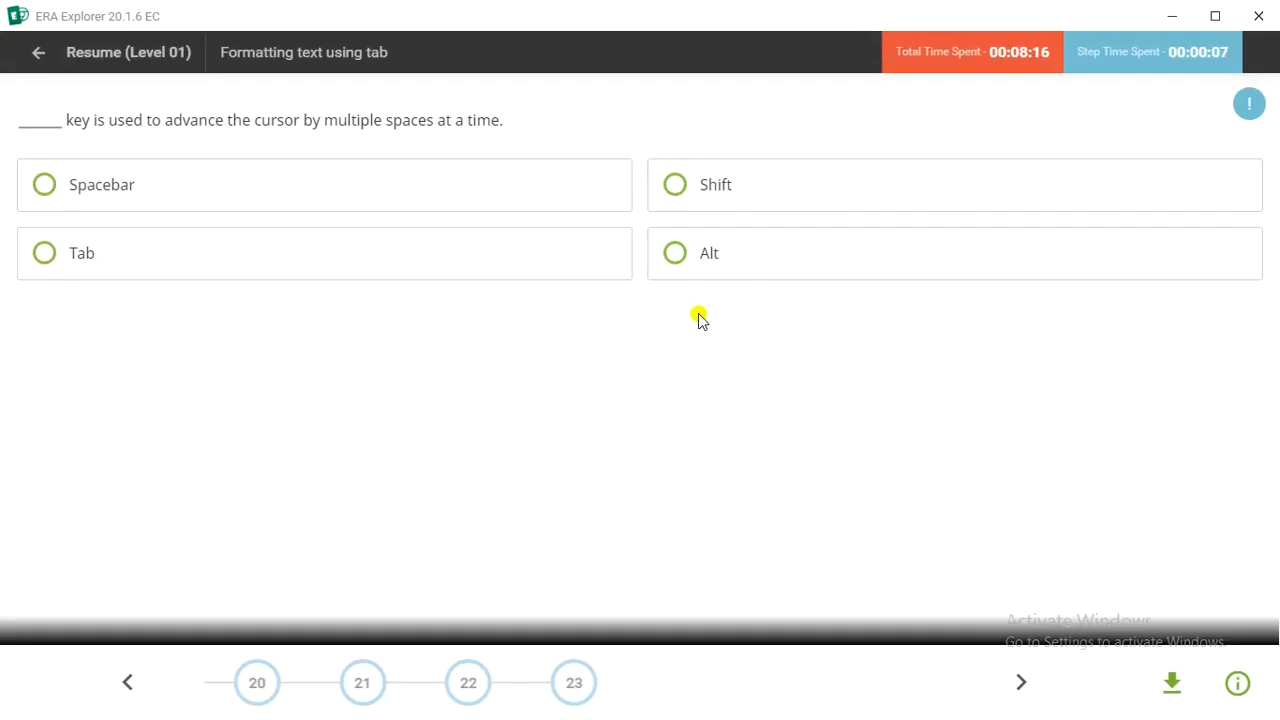 ERA Explorer 20.1.6 EC
Resume (Level 01) Formatting text using tab Total Time Spent - 00:08:16 Step Time Spent - 00:00:07
______ key is used to advance the cursor by multiple spaces at a time. !
Spacebar Shift
Tab Alt
Activate Windows
Go to Settings to activate Windows.
20 21 22 23